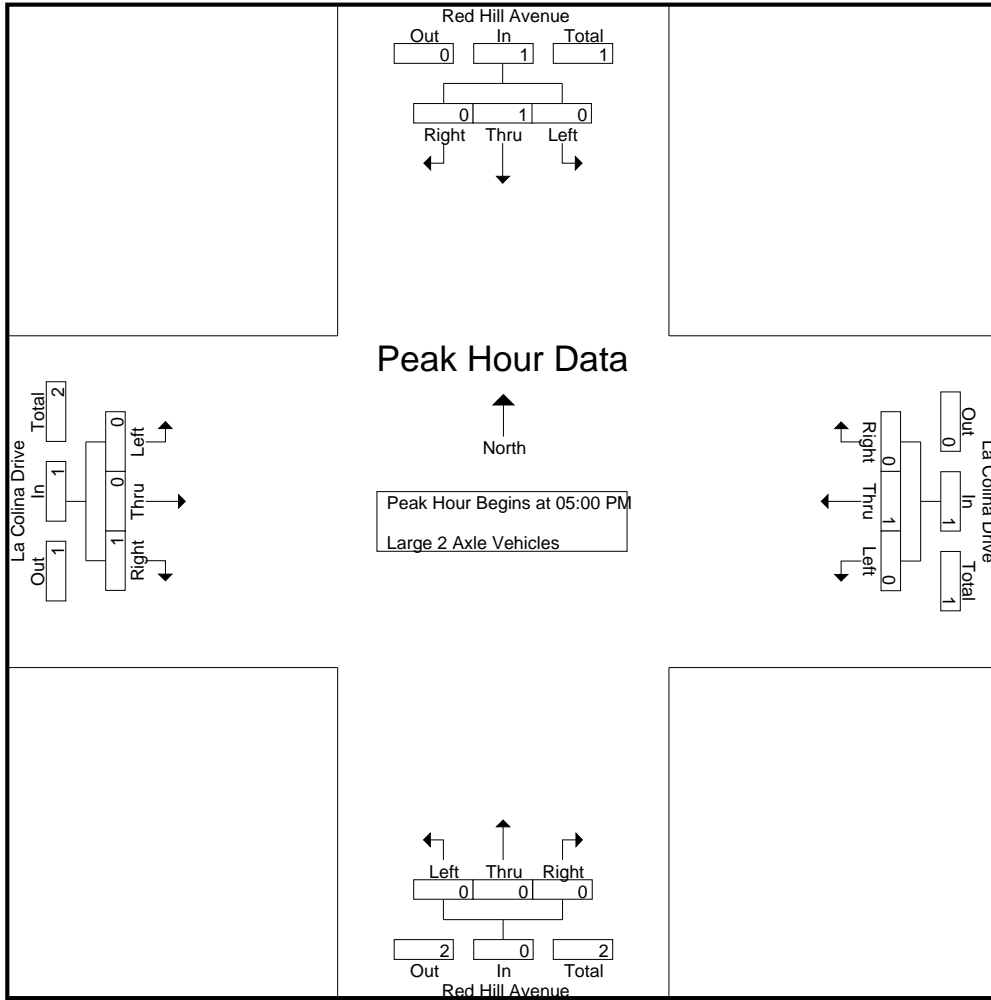 Red Hill Avenue
Out In Total
0 1 1
0 1 0
Right Thru Left
Peak Hour Data
North
Peak Hour Begins at 05:00 PM
Large 2 Axle Vehicles
La Colina Drive
Out In Total
1 1 2
Right Thru Left
1 0 0
La Colina Drive
Out In Total
0 1 1
Right Thru Left
0 1 0
Left Thru Right
0 0 0
2 0 2
Out In Total
Red Hill Avenue